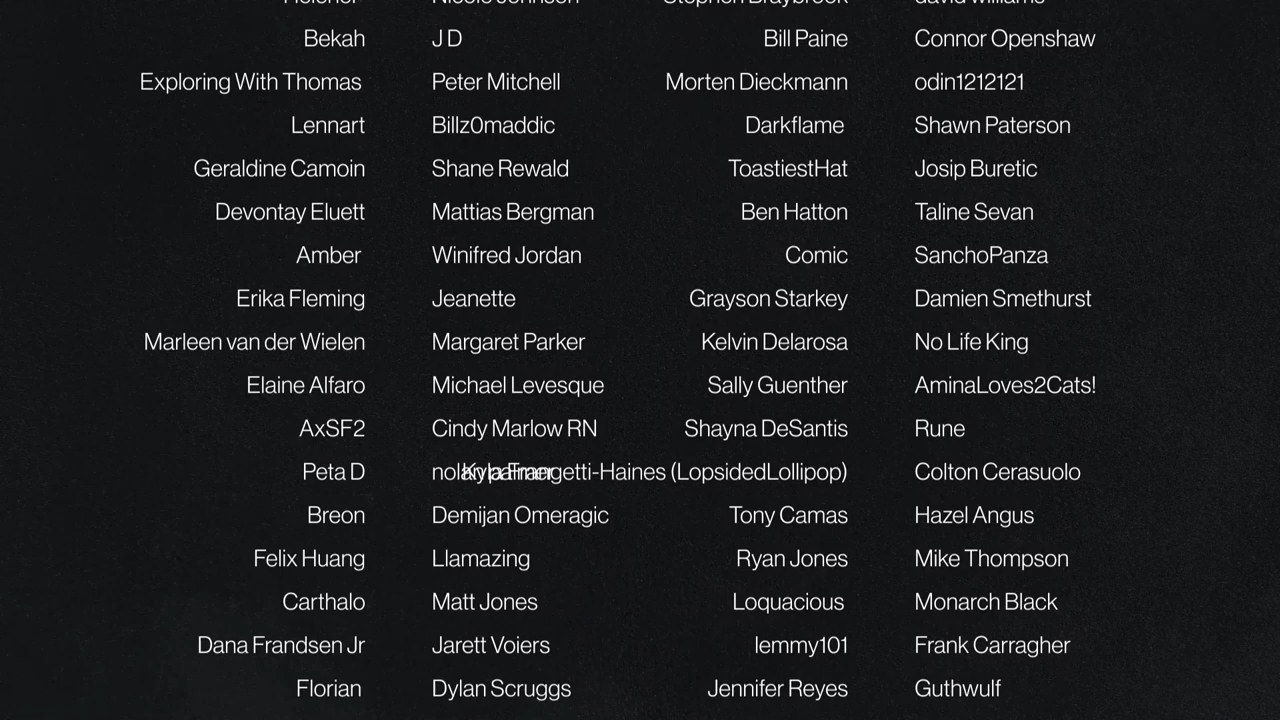 Bekah J D Bill Paine Connor Openshaw
Exploring With Thomas Peter Mitchell Morten Dieckmann odin1212121
Lennart Billz0maddic Darkflame Shawn Paterson
Geraldine Camoin Shane Rewald ToastiestHat Josip Buretic
Devontay Eluett Mattias Bergman Ben Hatton Taline Sevan
Amber Winifred Jordan Comic SanchoPanza
Erika Fleming Jeanette Grayson Starkey Damien Smethurst
Marleen van der Wielen Margaret Parker Kelvin Delarosa No Life King
Elaine Alfaro Michael Levesque Sally Guenther AminaLoves2Cats!
AxSF2 Cindy Marlow RN Shayna DeSantis Rune
Peta D (LopsidedLollipop) Colton Cerasuolo
Breon Demijan Omeragic Tony Camas Hazel Angus
Felix Huang Llamazing Ryan Jones Mike Thompson
Carthalo Matt Jones Loquacious Monarch Black
Dana Frandsen Jr Jarett Voiers lemmy101 Frank Carragher
Florian Dylan Scruggs Jennifer Reyes Guthwulf